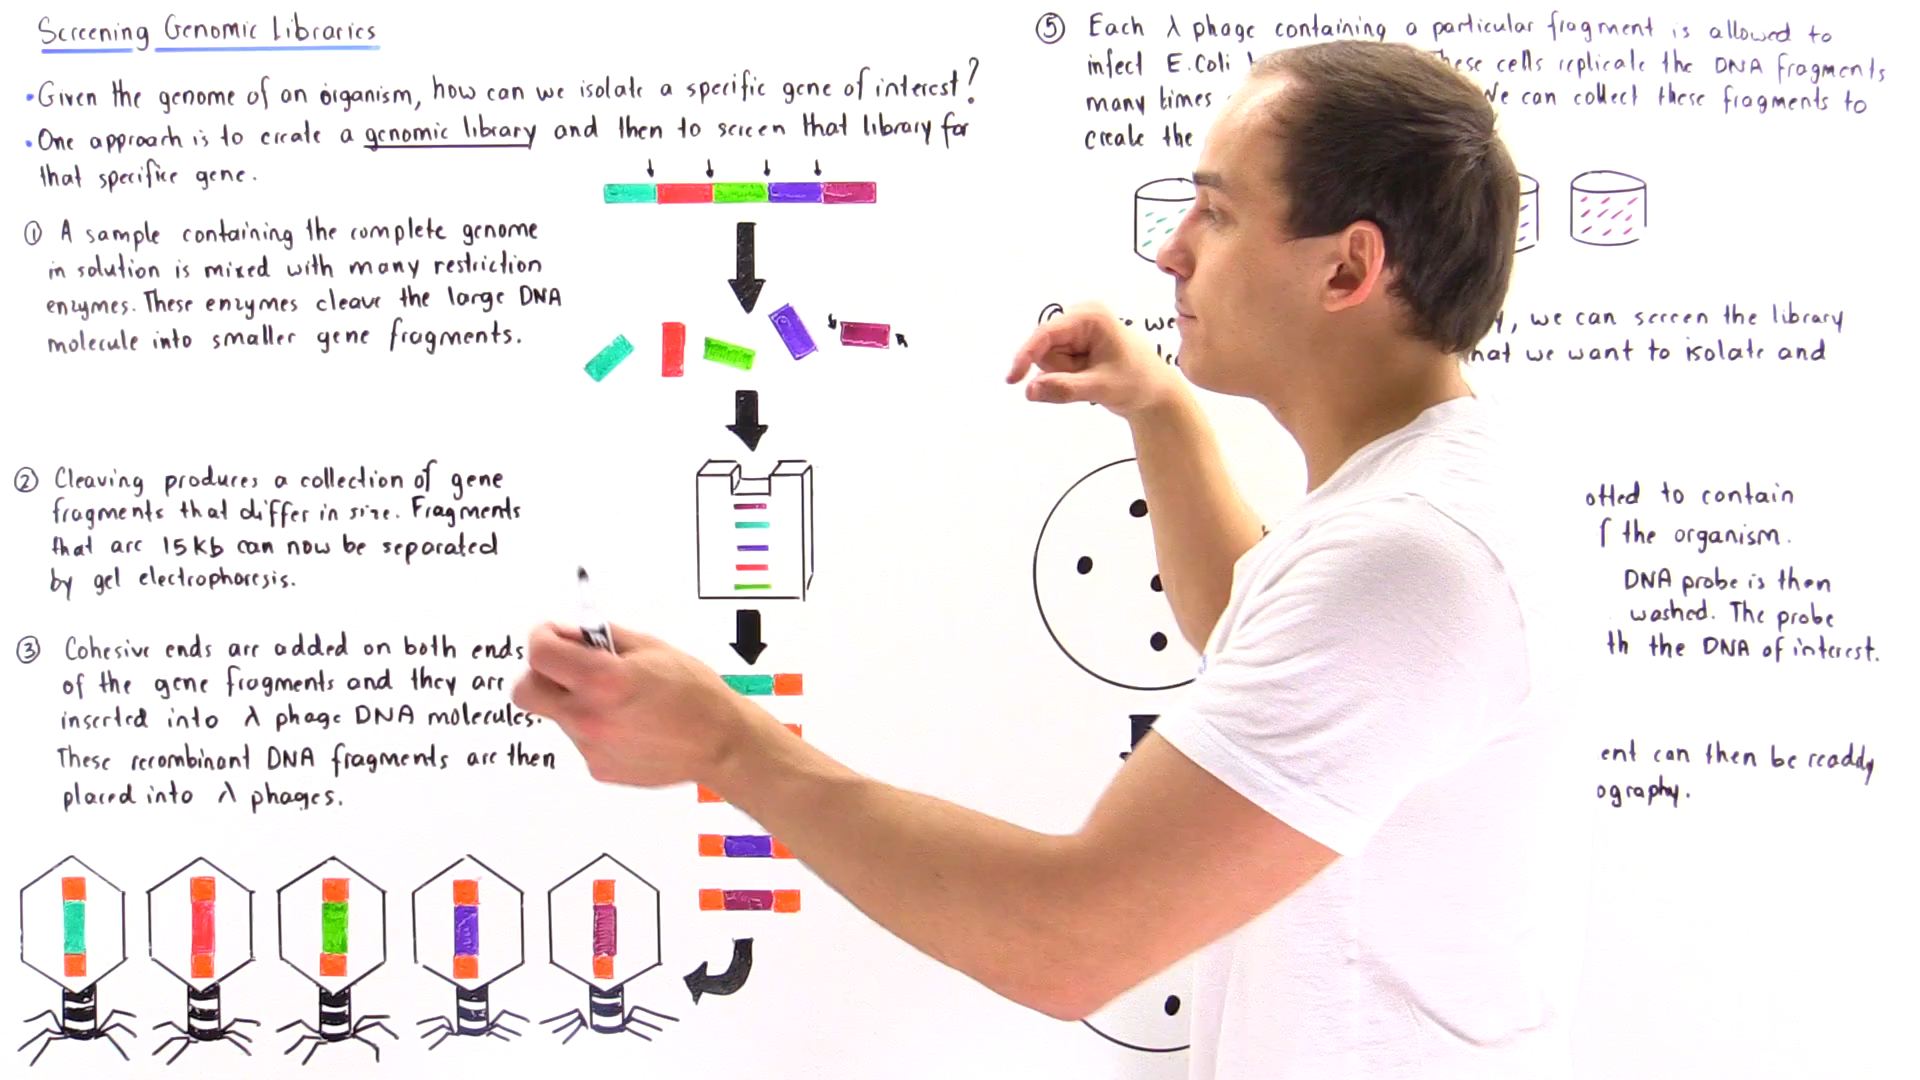 Screening Genomic Libraries
• Given the genome of an organism, how can we isolate a specific gene of interest?
• One approach is to create a genomic library and then to screen that library for
that specific gene.
① A sample containing the complete genome
in solution is mixed with many restriction
enzymes. These enzymes cleave the large DNA
molecule into smaller gene fragments.
② Cleaving produces a collection of gene
fragments that differ in size. Fragments
that are 15kb can now be separated
by gel electrophoresis.
③ Cohesive ends are added on both ends
of the gene fragments and they are
inserted into λ phage DNA molecules.
These recombinant DNA fragments are then
placed into λ phages.
⑤ Each λ phage containing a particular fragment is allowed to
infect E.Coli these cells replicate the DNA fragments
many times We can collect these fragments to
create the
we we can screen the library
that we want to isolate and
to contain
the organism.
DNA probe is then
washed. The probe
the DNA of interest.
can then be readily